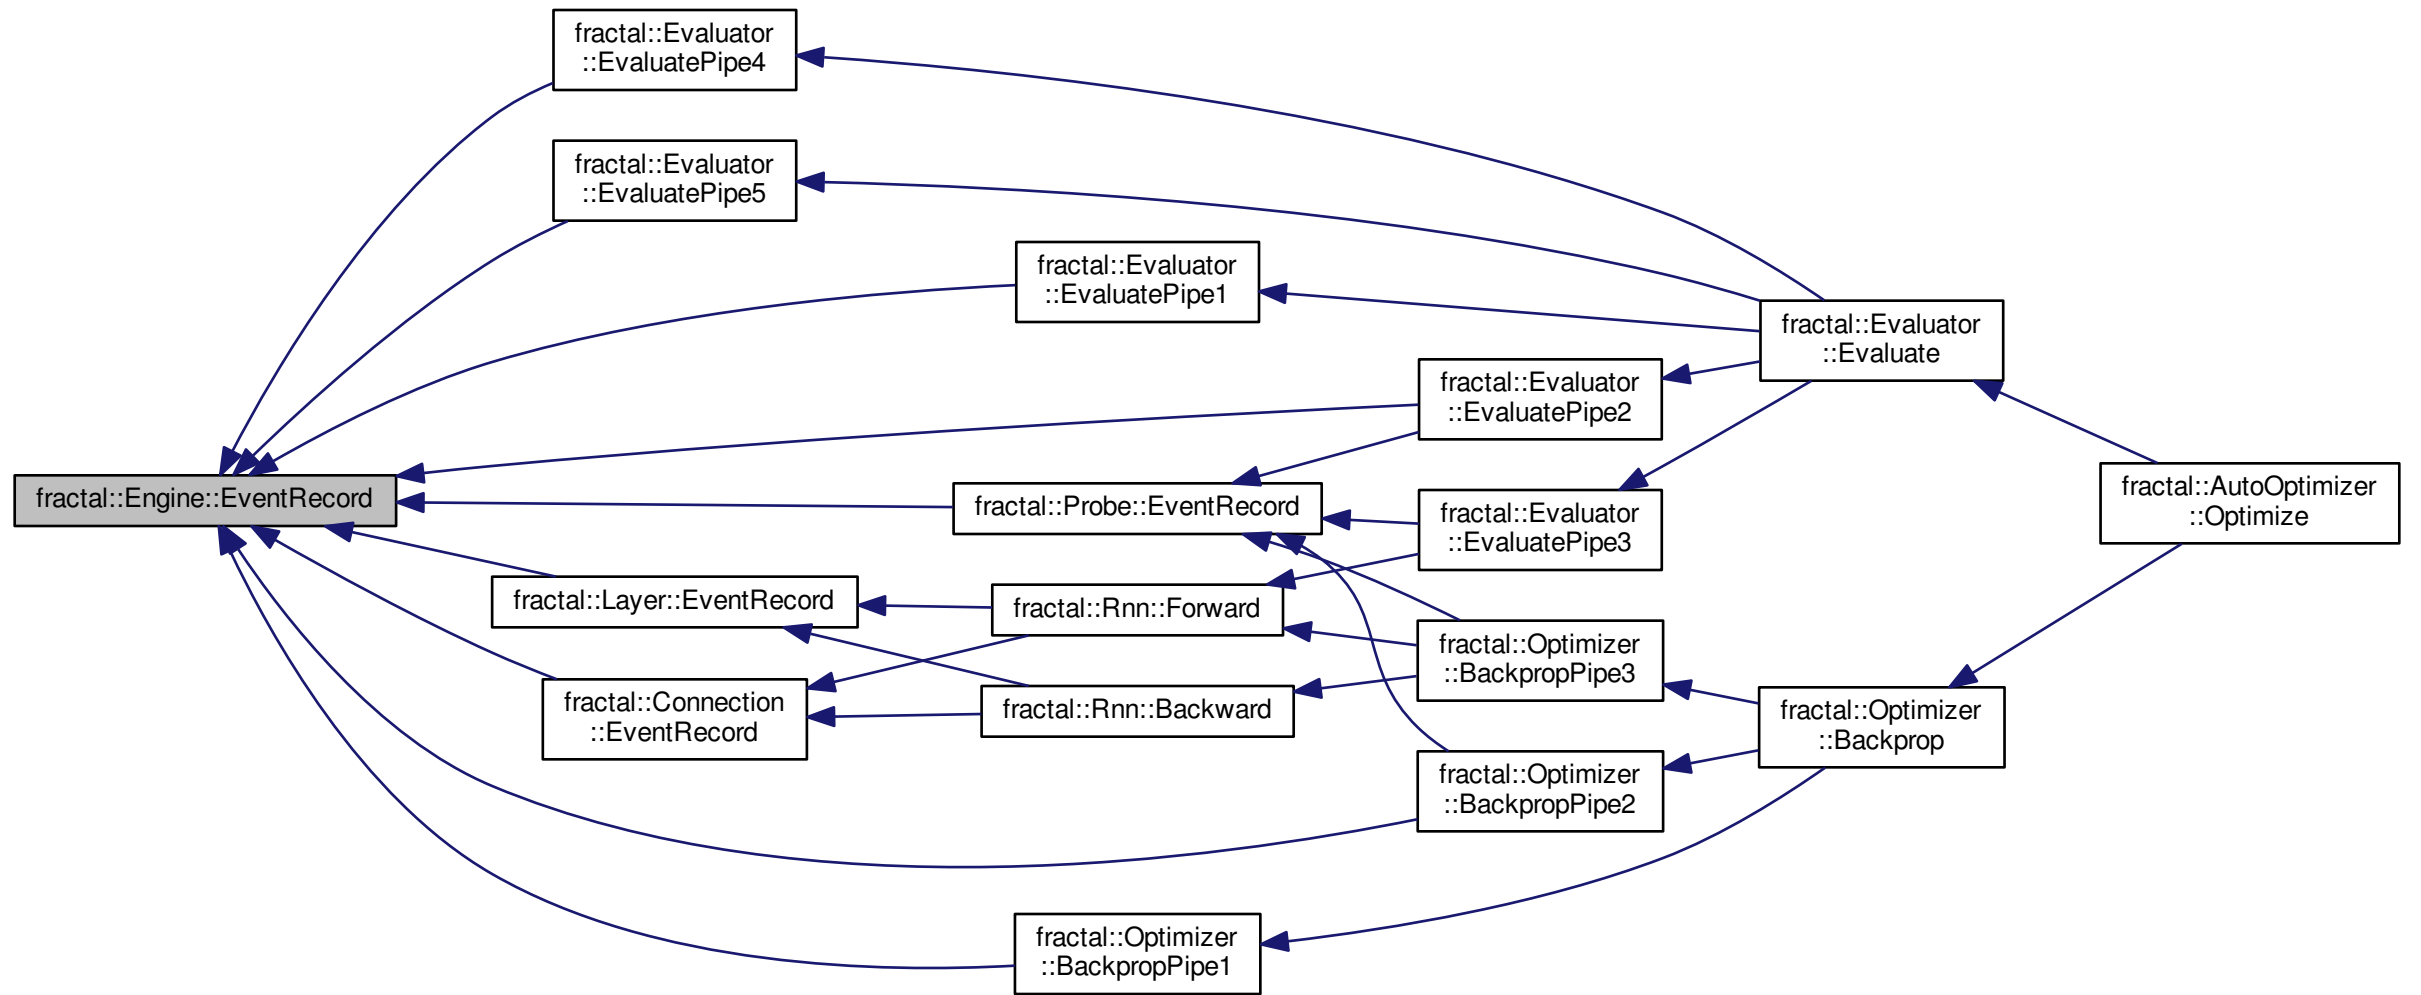 fractal::Evaluator
::EvaluatePipe4
fractal::Evaluator
::EvaluatePipe5
fractal::Evaluator
::EvaluatePipe1
fractal::Evaluator
::Evaluate
fractal::Evaluator
::EvaluatePipe2
fractal::Engine::EventRecord
fractal::Probe::EventRecord
fractal::Evaluator
::EvaluatePipe3
fractal::AutoOptimizer
::Optimize
fractal::Layer::EventRecord
fractal::Rnn::Forward
fractal::Optimizer
::BackpropPipe3
fractal::Connection
::EventRecord
fractal::Rnn::Backward
fractal::Optimizer
::Backprop
fractal::Optimizer
::BackpropPipe2
fractal::Optimizer
::BackpropPipe1